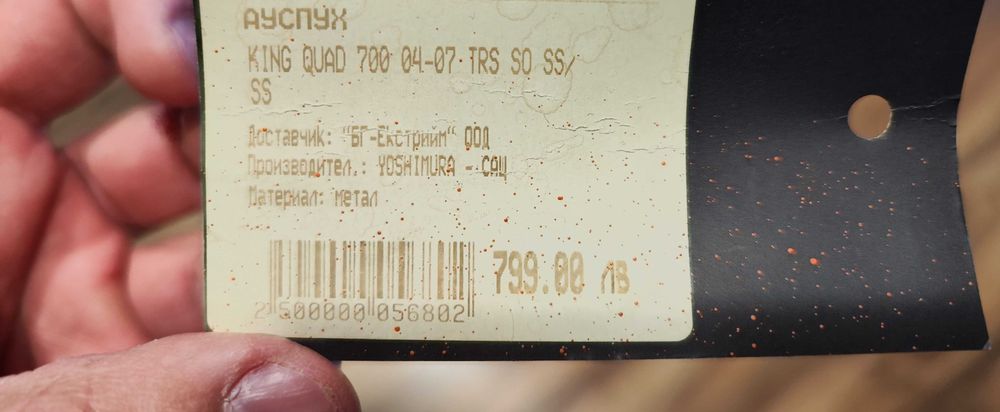 АУСПУХ
KING QUAD 700 04-07 TRS SO SS/
SS
Доставчик: "БГ-Екстрийм" ООД
Производител.: YOSHIMURA - САЩ
Материал: метал
799.00 лв
2 500000 056802